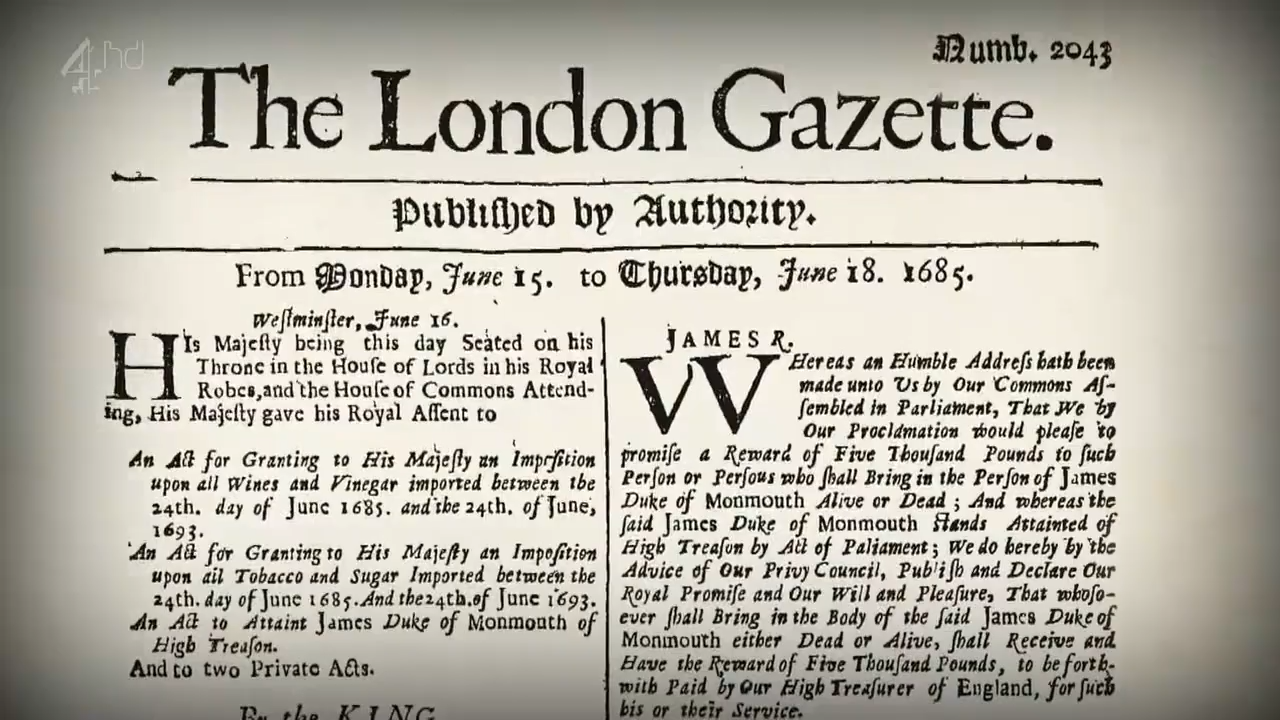 4hd
Numb. 2043
The London Gazette.
Publiſhed by Authority.
From Monday, June 15. to Thursday, June 18. 1685.
Weſtminſter, June 16.
HIs Majeſty being this day Seated on his
Throne in the Houſe of Lords in his Royal
Robes, and the Houſe of Commons Attend-
ing, His Majeſty gave his Royal Aſſent to
An Act for Granting to His Majeſty an Impoſition
upon all Wines and Vinegar imported between the
24th. day of June 1685. and the 24th. of June,
1693.
An Act for Granting to His Majeſty an Impoſition
upon all Tobacco and Sugar Imported between the
24th. day of June 1685. And the 24th. of June 1693.
An Act to Attaint James Duke of Monmouth of
High Treaſon.
And to two Private Acts.
By the KING
JAMES R.
WHereas an Humble Addreſs hath been
made unto Us by Our Commons Aſ-
ſembled in Parliament, That We by
Our Proclamation would pleaſe to
promiſe a Reward of Five Thouſand Pounds to ſuch
Perſon or Perſous who ſhall Bring in the Perſon of James
Duke of Monmouth Alive or Dead ; And whereas the
ſaid James Duke of Monmouth ſtands Attainted of
High Treaſon by Act of Paliament ; We do hereby by the
Advice of Our Privy Council, Publiſh and Declare Our
Royal Promiſe and Our Will and Pleaſure, That whoſo-
ever ſhall Bring in the Body of the ſaid James Duke of
Monmouth either Dead or Alive, ſhall Receive and
Have the Reward of Five Thouſand Pounds, to be forth-
with Paid by Our High Treaſurer of England, for ſuch
his or their Service.